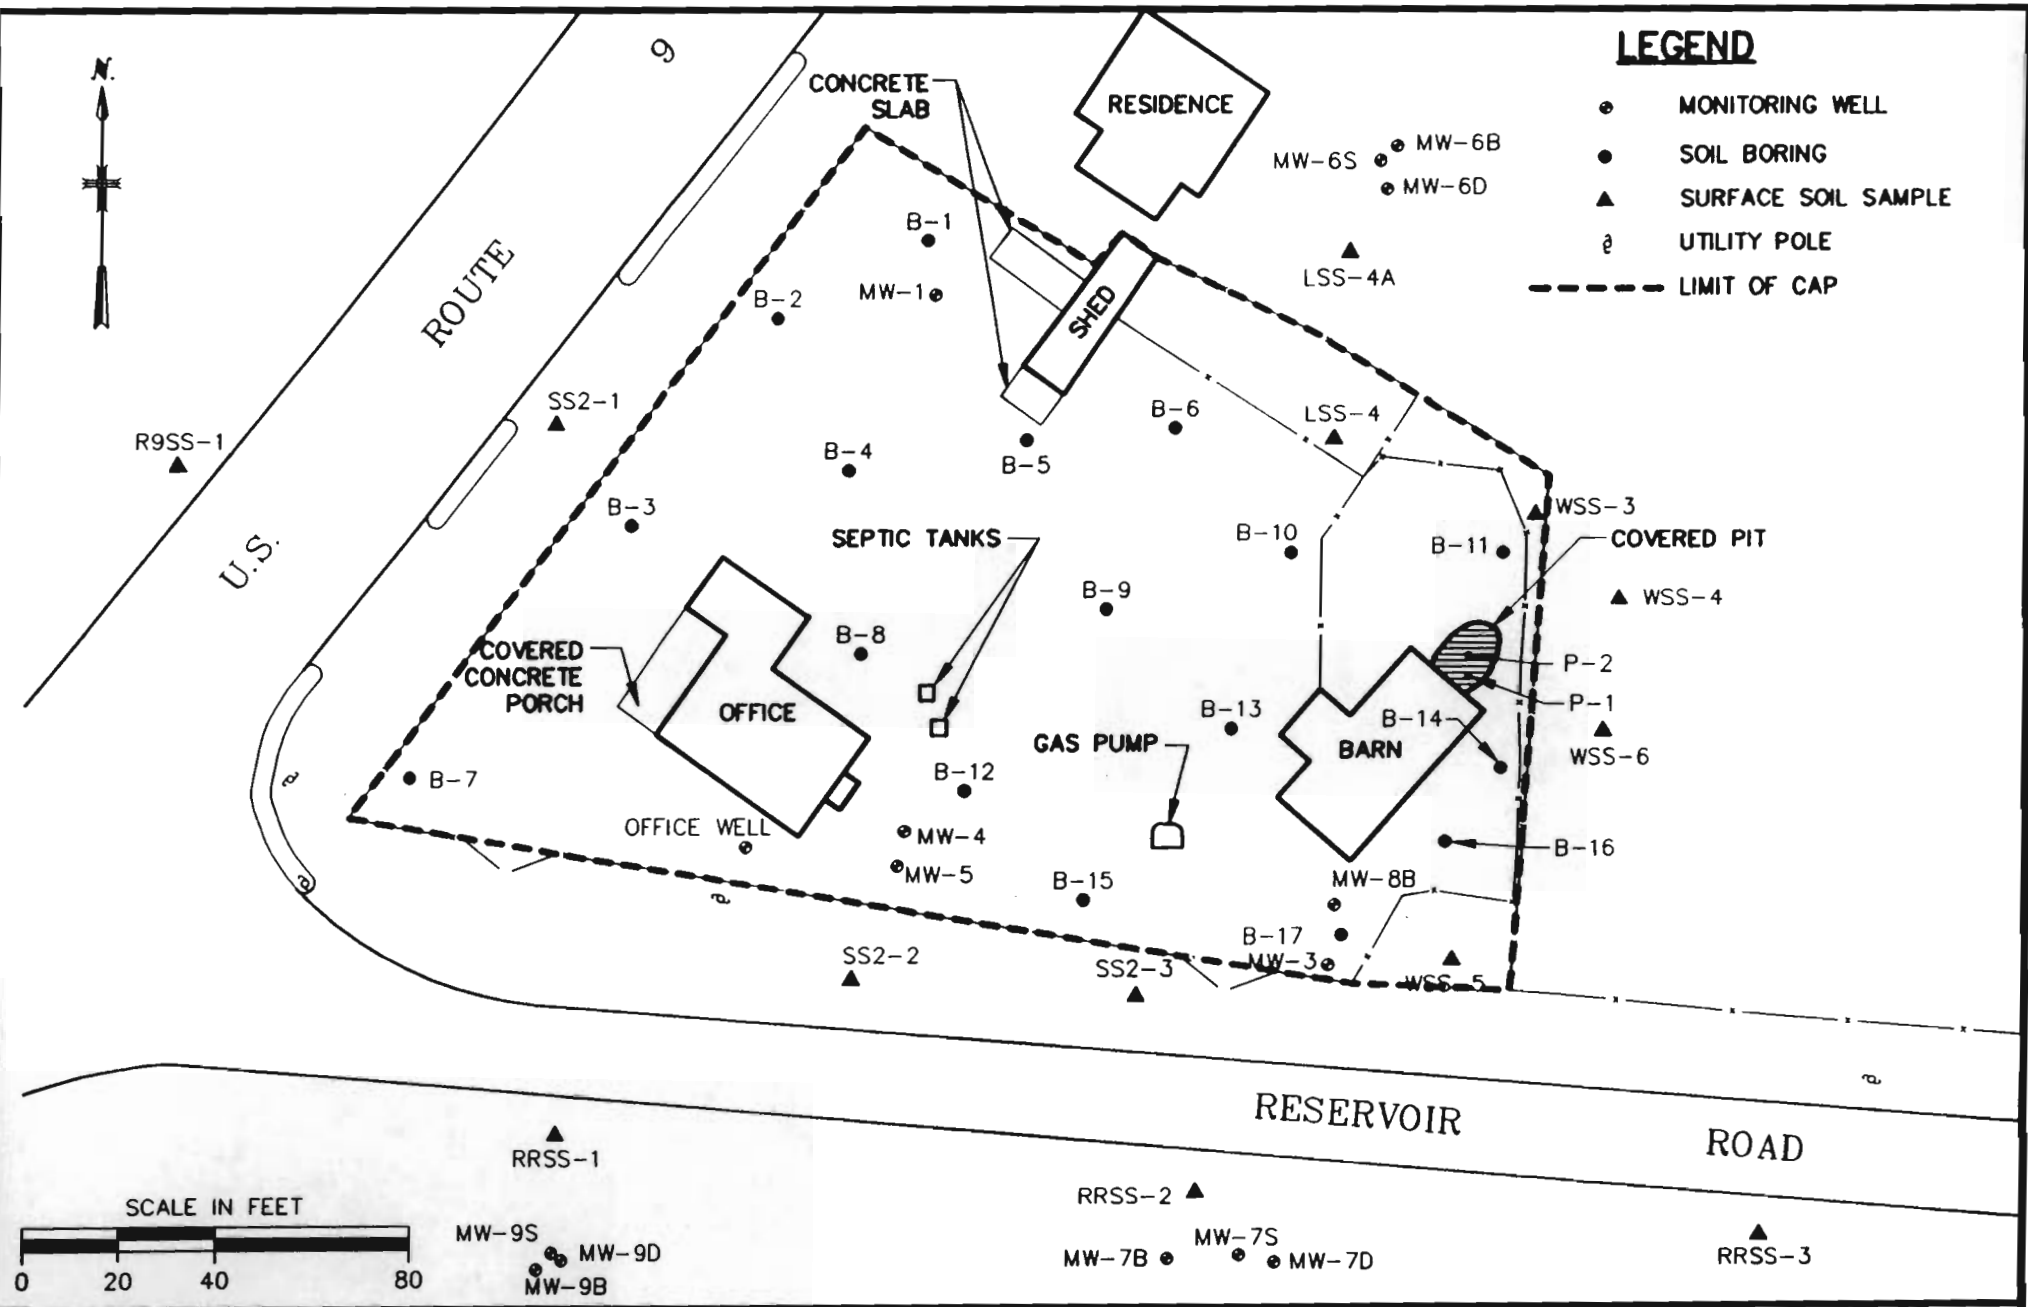 N.
9
CONCRETE
SLAB
RESIDENCE
LEGEND
MONITORING WELL
SOIL BORING
SURFACE SOIL SAMPLE
UTILITY POLE
LIMIT OF CAP
MW-6B
MW-6S
MW-6D
LSS-4A
B-1
MW-1
B-2
SHED
ROUTE
U.S.
SS2-1
R9SS-1
B-3
B-4
B-5
B-6
LSS-4
SEPTIC TANKS
B-10
B-11
WSS-3
COVERED PIT
WSS-4
B-9
B-8
COVERED
CONCRETE
PORCH
OFFICE
P-2
P-1
B-13
B-14
GAS PUMP
BARN
WSS-6
B-7
B-12
OFFICE WELL
MW-4
MW-5
B-15
B-16
MW-8B
B-17
MW-3
WSS-5
SS2-2
SS2-3
RESERVOIR
ROAD
RRSS-1
RRSS-2
RRSS-3
SCALE IN FEET
0 20 40 80
MW-9S
MW-9D
MW-9B
MW-7S
MW-7B
MW-7D